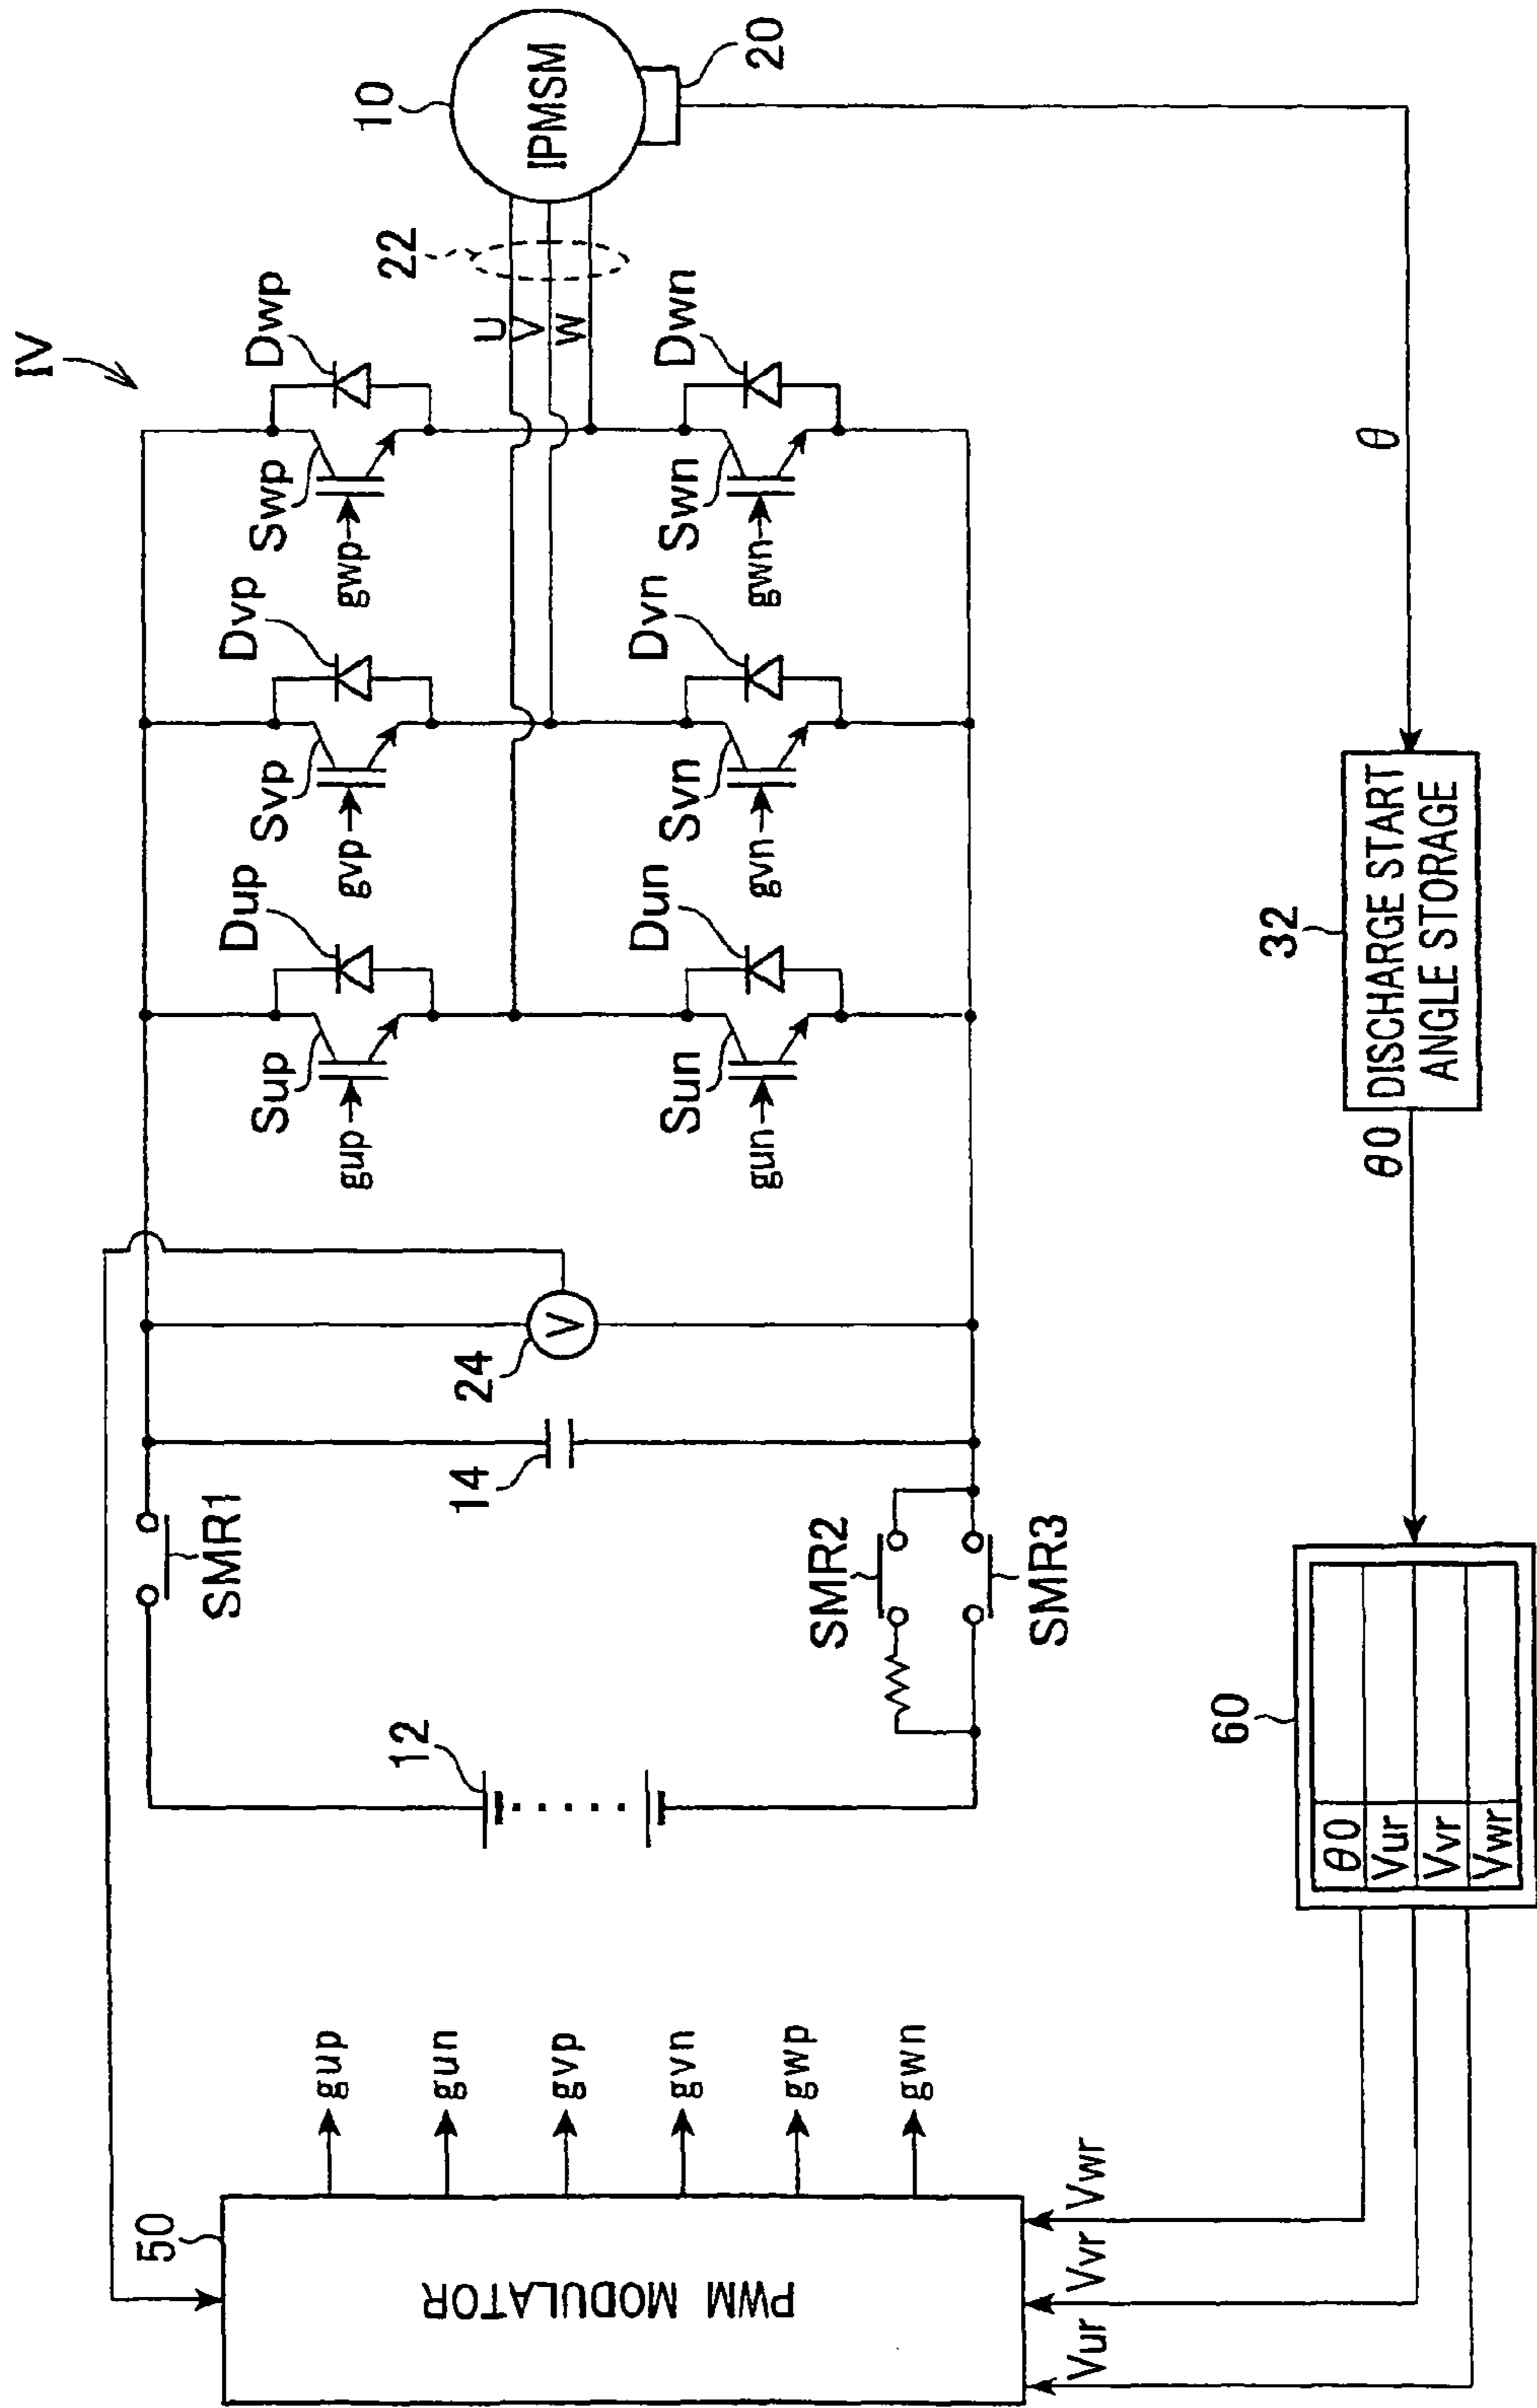 IV
10
IPMSM
20
22
U
V
W
Dwp
Swp
gwp
Dwn
Swn
gwn
Dvp
Svp
gvp
Dvn
Svn
gvn
Dup
Sup
gup
Dun
Sun
gun
24
V
14
SMR1
SMR2
SMR3
12
50
PWM MODULATOR
gup
gun
gvp
gvn
gwp
gwn
Vur
Vvr
Vwr
60
θ0
Vur
Vvr
Vwr
θ0
32
DISCHARGE START
ANGLE STORAGE
θ